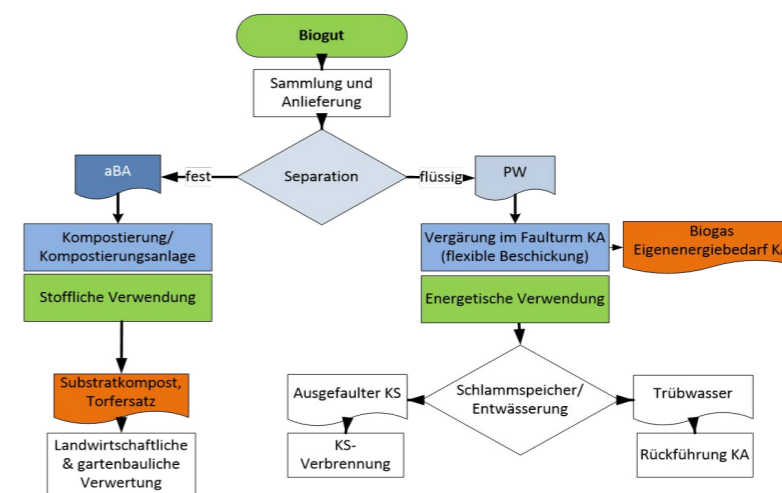 Biogut
Sammlung und
Anlieferung
aBA
fest
Separation
flüssig
PW
Kompostierung/
Kompostierungsanlage
Vergärung im Faulturm KA
(flexible Beschickung)
Biogas
Eigenenergiebedarf KA
Stoffliche Verwendung
Energetische Verwendung
Substratkompost,
Torfersatz
Ausgefaulter KS
Schlammspeicher/
Entwässerung
Trübwasser
Landwirtschaftliche
& gartenbauliche
Verwertung
KS-
Verbrennung
Rückführung KA